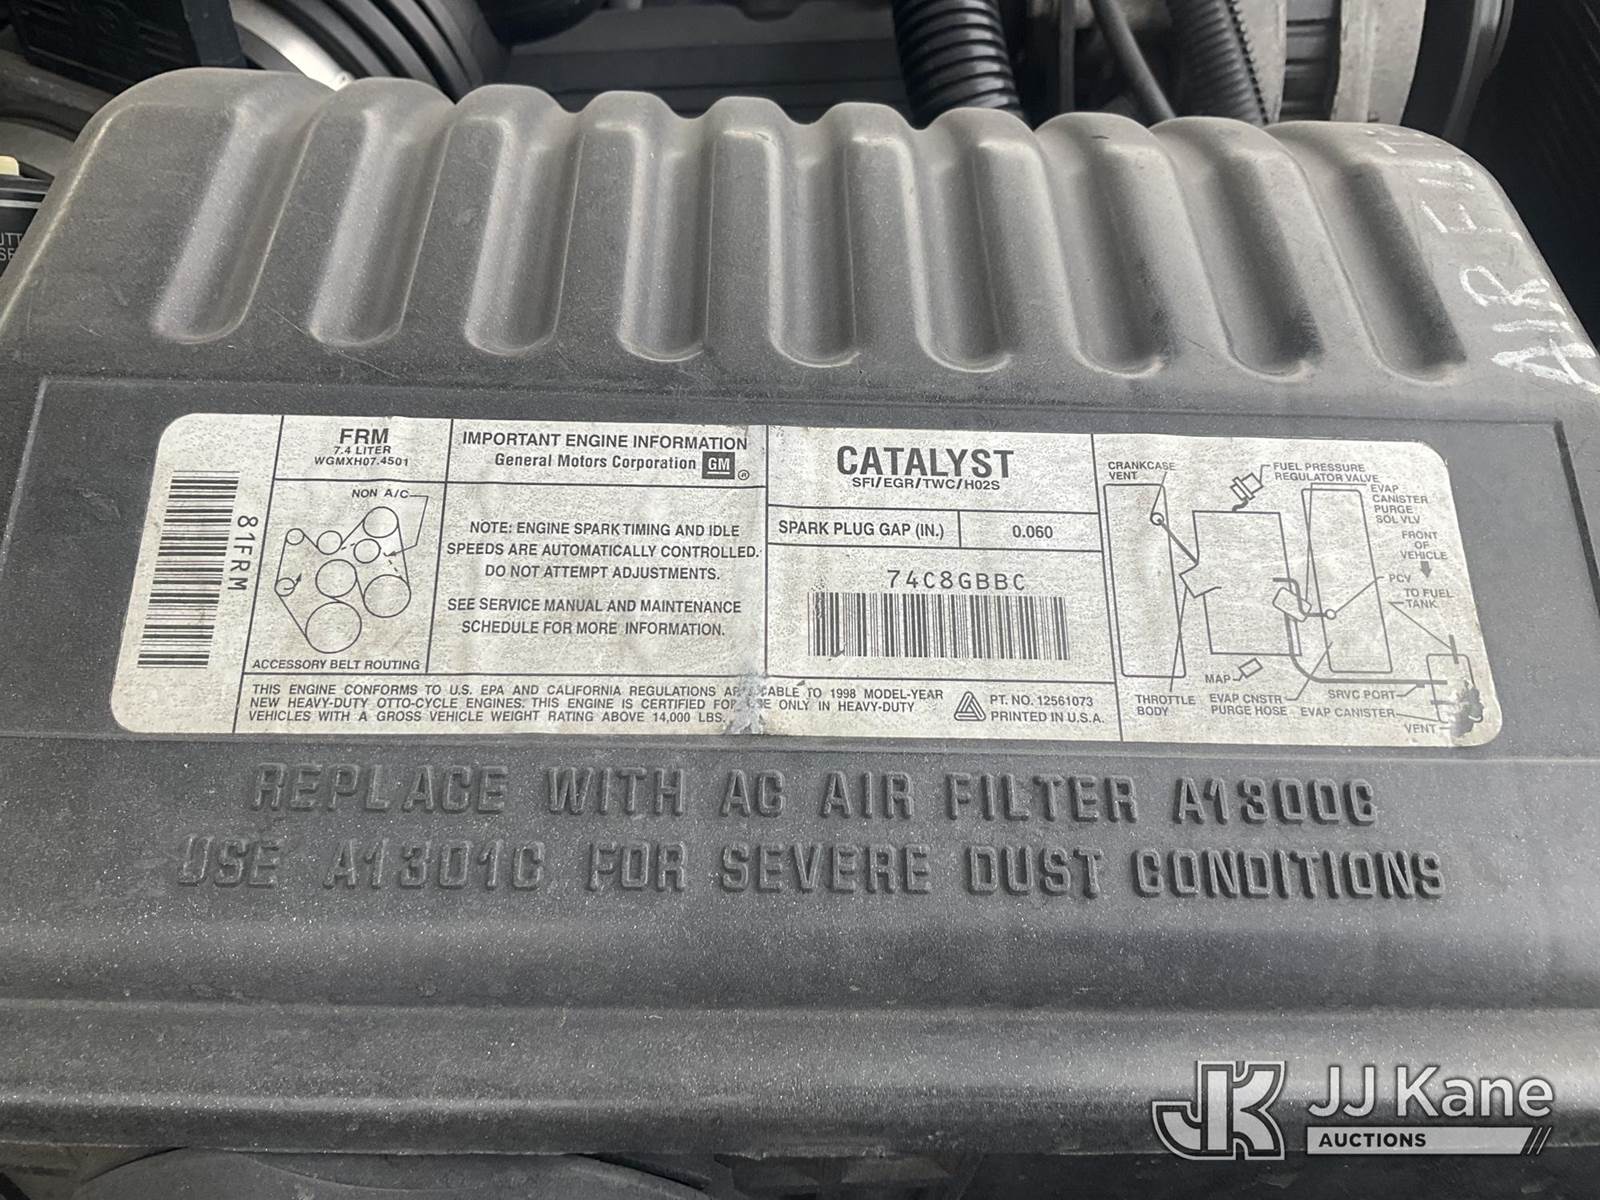 AIR
81FRM
FRM
7.4 LITER
WGMXH07.4501
NON A/C
ACCESSORY BELT ROUTING
IMPORTANT ENGINE INFORMATION
General Motors Corporation GM ®
NOTE: ENGINE SPARK TIMING AND IDLE
SPEEDS ARE AUTOMATICALLY CONTROLLED.
DO NOT ATTEMPT ADJUSTMENTS.
SEE SERVICE MANUAL AND MAINTENANCE
SCHEDULE FOR MORE INFORMATION.
CATALYST
SFI/EGR/TWC/HO2S
SPARK PLUG GAP (IN.) 0.060
74C8GBBC
THIS ENGINE CONFORMS TO U.S. EPA AND CALIFORNIA REGULATIONS AP CABLE TO 1998 MODEL-YEAR
NEW HEAVY-DUTY OTTO-CYCLE ENGINES. THIS ENGINE IS CERTIFIED FOR SE ONLY IN HEAVY-DUTY
VEHICLES WITH A GROSS VEHICLE WEIGHT RATING ABOVE 14,000 LBS.
PT. NO. 12561073
PRINTED IN U.S.A.
CRANKCASE
VENT
FUEL PRESSURE
REGULATOR VALVE
EVAP
CANISTER
PURGE
SOL VLV
FRONT
OF
VEHICLE
PCV
TO FUEL
TANK
MAP
THROTTLE
BODY
EVAP CNSTR
PURGE HOSE
SRVC PORT
EVAP CANISTER
VENT
REPLACE WITH AC AIR FILTER A1300C
USE A1301C FOR SEVERE DUST CONDITIONS
JK JJ Kane
AUCTIONS